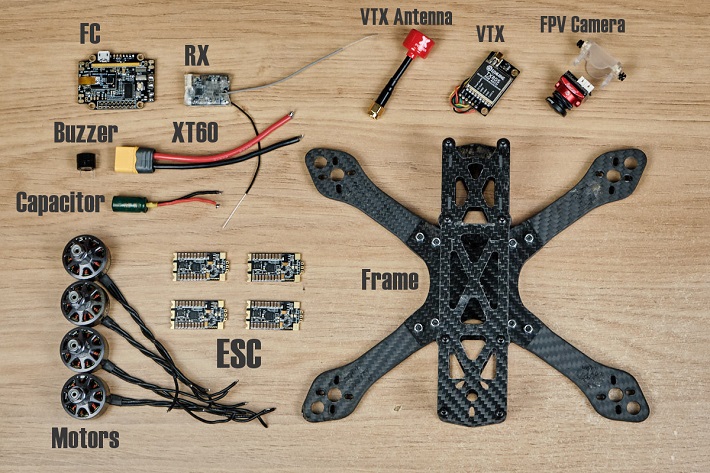 FC
RX
VTX Antenna
VTX
FPV Camera
Buzzer
XT60
Capacitor
Frame
ESC
Motors